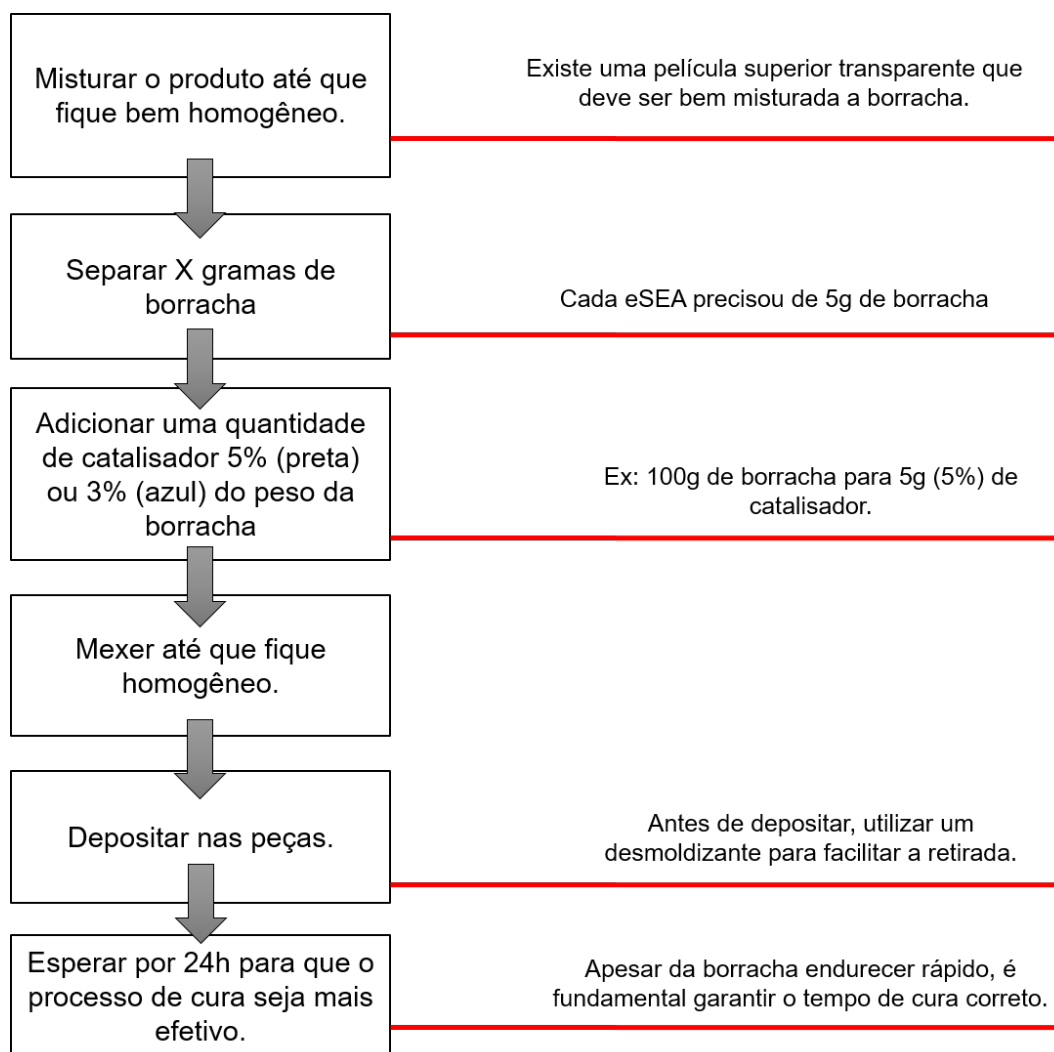 Misturar o produto até que
fique bem homogêneo.
Existe uma película superior transparente que
deve ser bem misturada a borracha.
Separar X gramas de
borracha
Cada eSEA precisou de 5g de borracha
Adicionar uma quantidade
de catalisador 5% (preta)
ou 3% (azul) do peso da
borracha
Ex: 100g de borracha para 5g (5%) de
catalisador.
Mexer até que fique
homogêneo.
Depositar nas peças.
Antes de depositar, utilizar um
desmoldizante para facilitar a retirada.
Esperar por 24h para que o
processo de cura seja mais
efetivo.
Apesar da borracha endurecer rápido, é
fundamental garantir o tempo de cura correto.